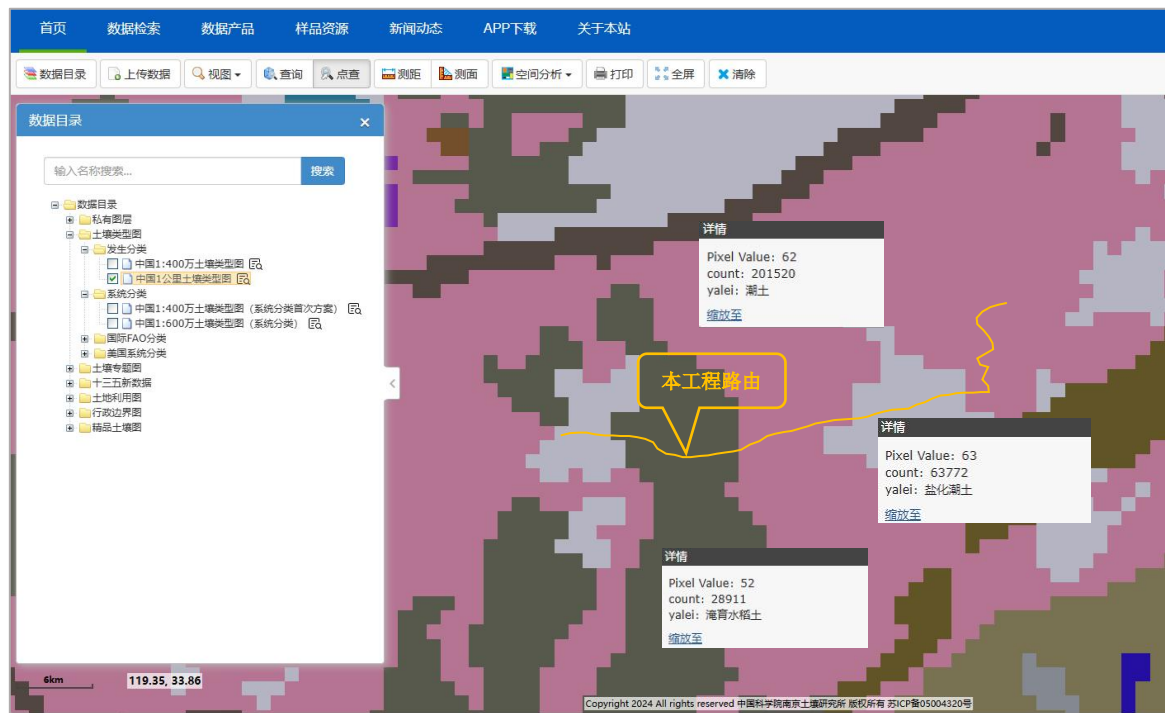 首页 数据检索 数据产品 样品资源 新闻动态 APP下载 关于本站
数据目录 上传数据 视图 查询 点查 测距 测面 空间分析 打印 全屏 清除
数据目录 ×
输入名称搜索... 搜索
数据目录
私有图层
土壤类型图
发生分类
中国1:400万土壤类型图
中国1公里土壤类型图
系统分类
中国1:400万土壤类型图（系统分类首次方案）
中国1:600万土壤类型图（系统分类）
国际FAO分类
美国系统分类
土壤专题图
十三五新数据
土地利用图
行政边界图
精品土壤图
详情
Pixel Value: 62
count: 201520
yalei: 潮土
缩放至
本工程路由
详情
Pixel Value: 63
count: 63772
yalei: 盐化潮土
缩放至
详情
Pixel Value: 52
count: 28911
yalei: 淹育水稻土
缩放至
6km 119.35, 33.86
Copyright 2024 All rights reserved 中国科学院南京土壤研究所 版权所有 苏ICP备05004320号